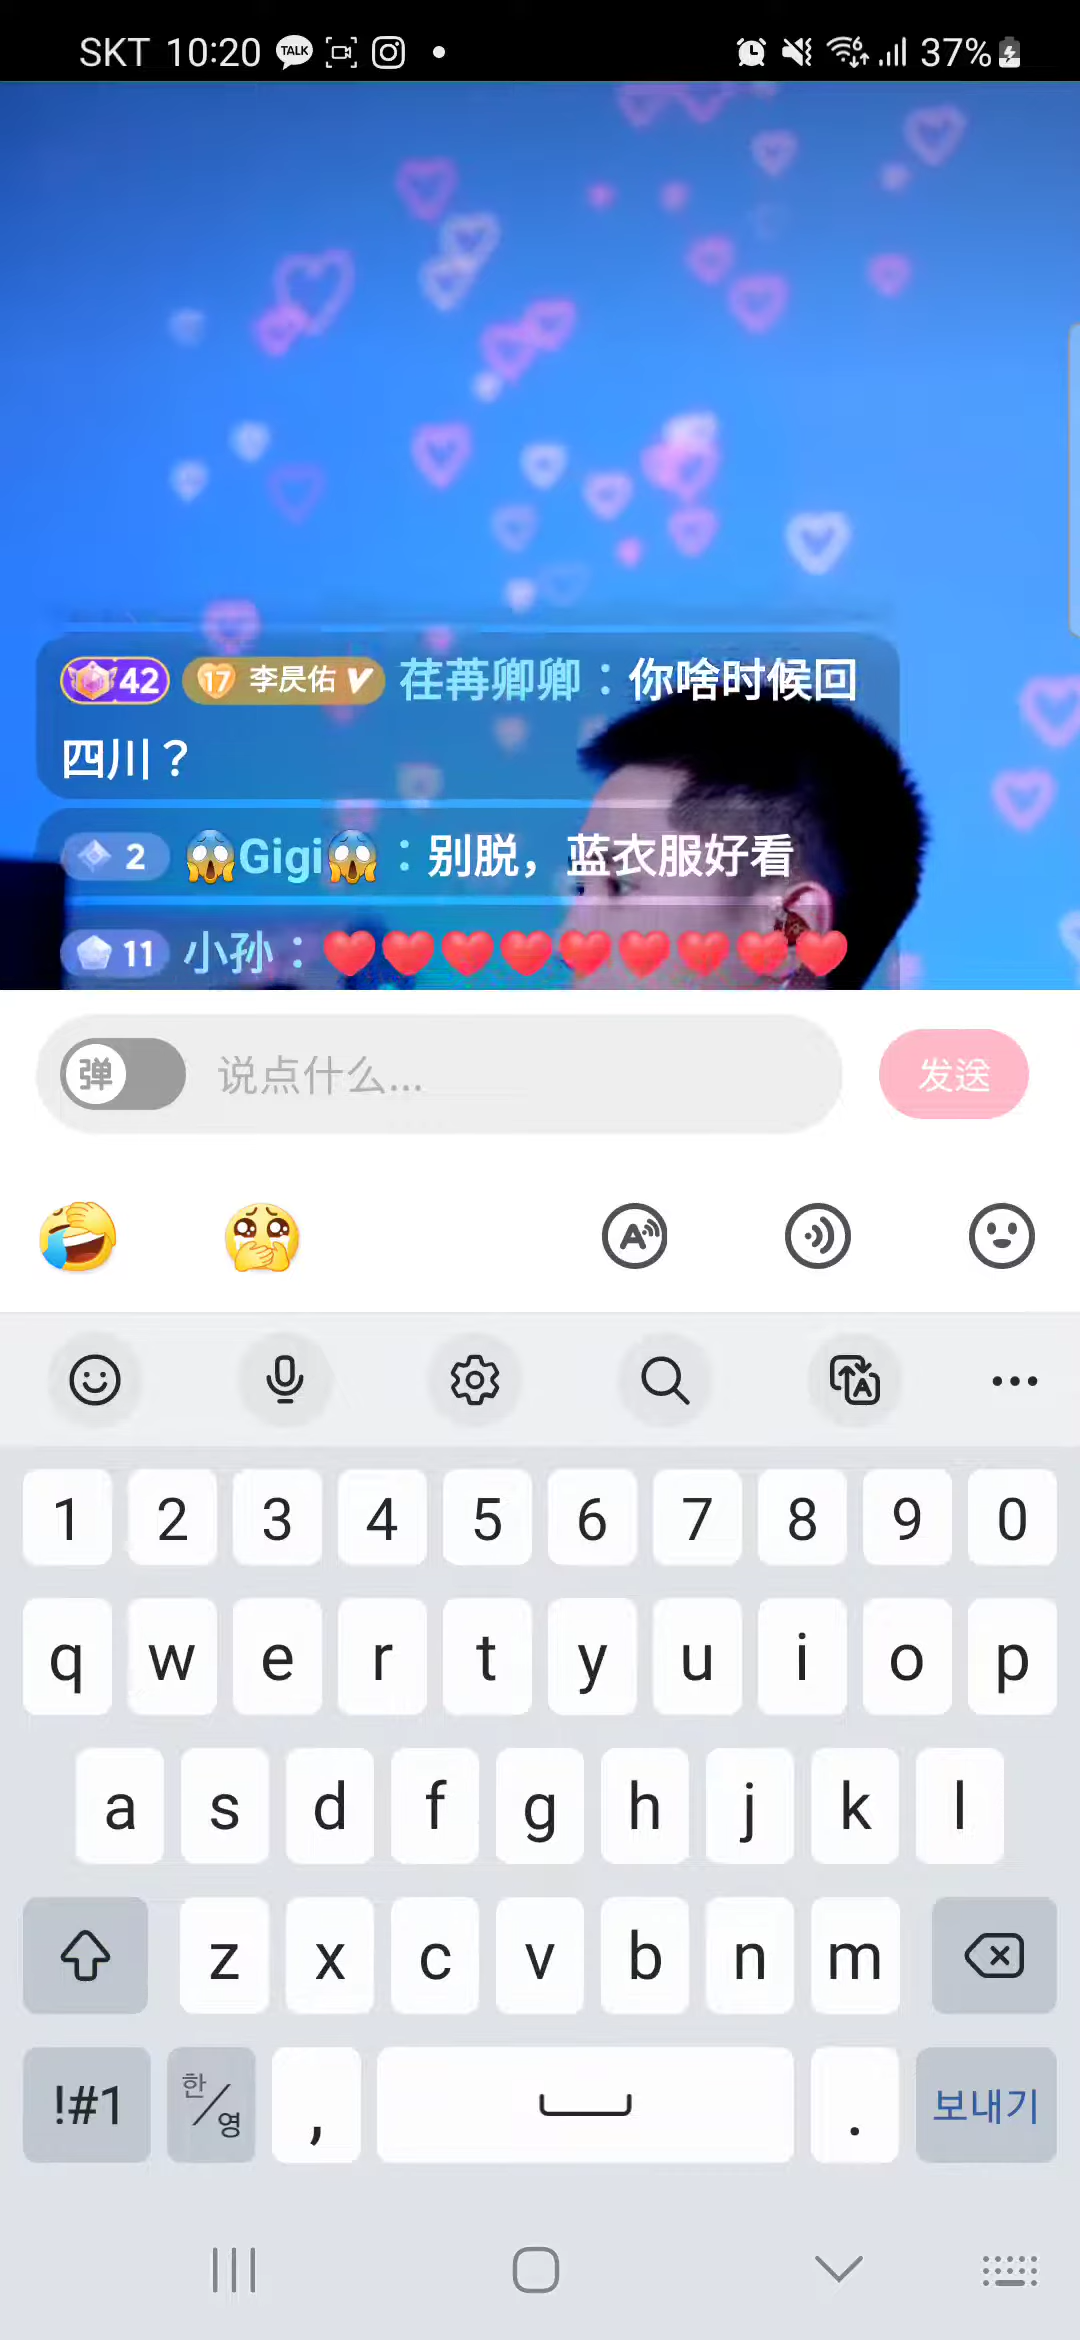 SKT 10:20 TALK 37%
42 17 李昃佑 荏苒卿卿：你啥时候回
四川？
2 😱Gigi😱：别脱，蓝衣服好看
11 小孙：❤️❤️❤️❤️❤️❤️❤️❤️❤️
弹 说点什么... 发送
1 2 3 4 5 6 7 8 9 0
q w e r t y u i o p
a s d f g h j k l
z x c v b n m
!#1 한/영 , . 보내기